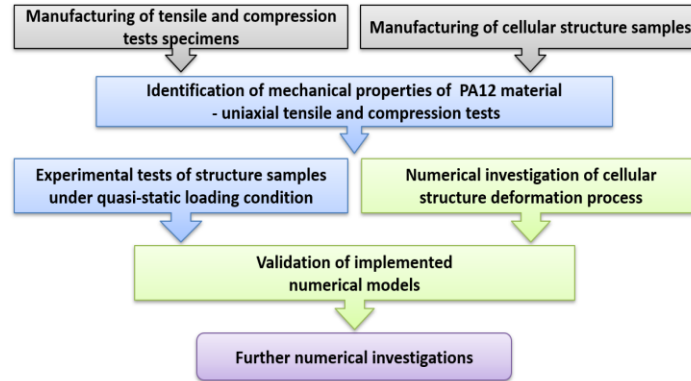 Manufacturing of tensile and compression
tests specimens
Manufacturing of cellular structure samples
Identification of mechanical properties of PA12 material
- uniaxial tensile and compression tests
Experimental tests of structure samples
under quasi-static loading condition
Numerical investigation of cellular
structure deformation process
Validation of implemented
numerical models
Further numerical investigations